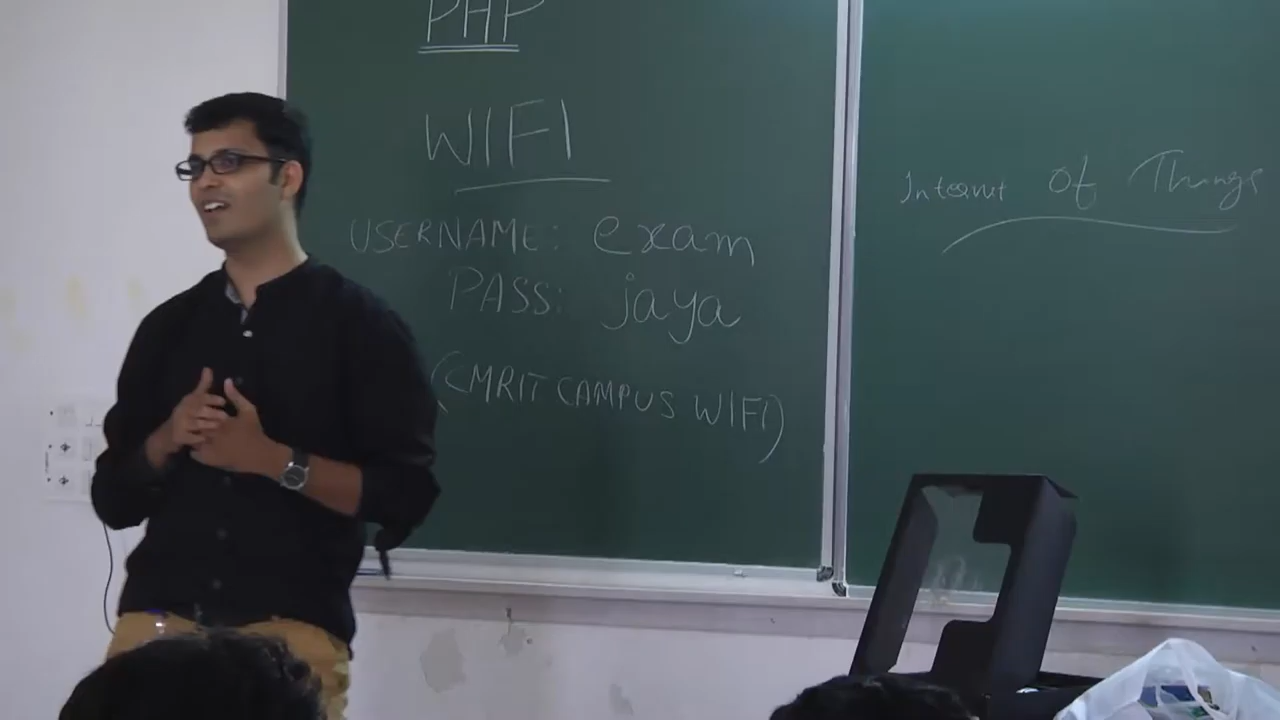 PHP
WIFI
USERNAME: exam
PASS: jaya
(CMRIT CAMPUS WIFI)
Internet of Things